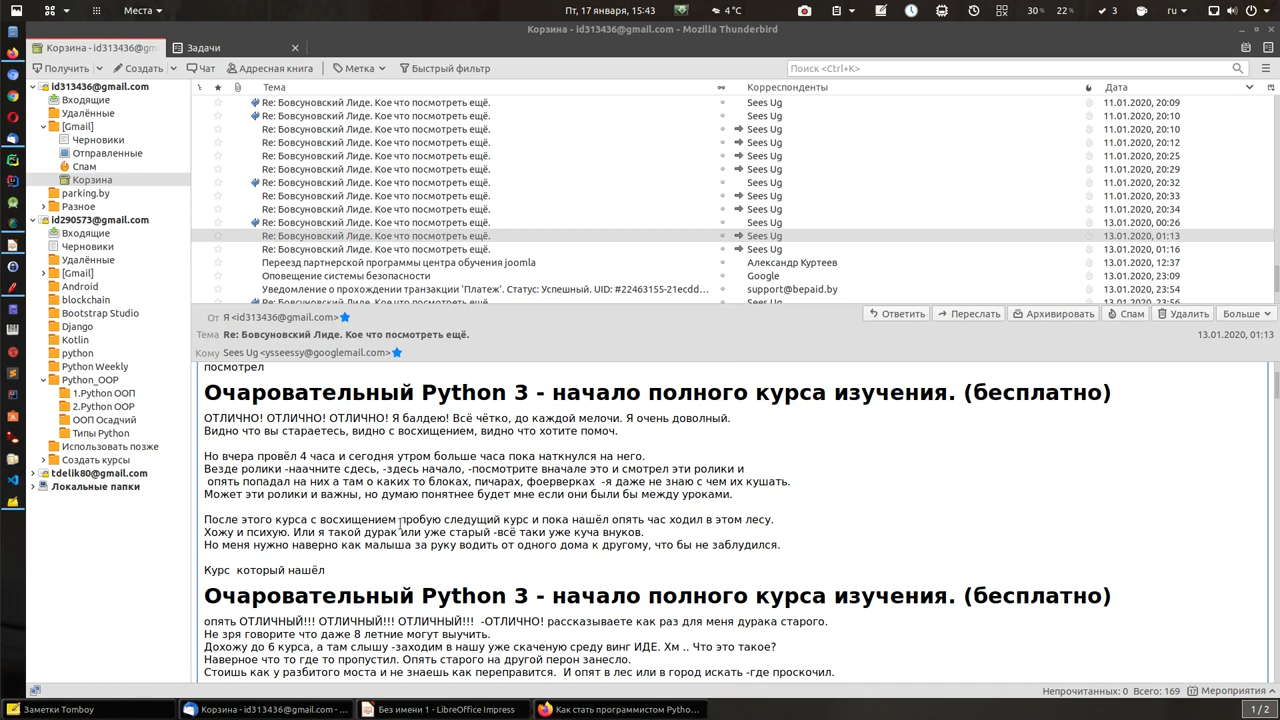 Места
Пт, 17 января, 15:43
4 °C
30%
22%
3
ru
Корзина - id313436@gmail.com - Mozilla Thunderbird
Корзина - id313436@gm
Задачи
Получить
Создать
Чат
Адресная книга
Метка
Быстрый фильтр
Поиск <Ctrl+K>
id313436@gmail.com
Входящие
Удалённые
[Gmail]
Черновики
Отправленные
Спам
Корзина
parking.by
Разное
id290573@gmail.com
Входящие
Черновики
Удалённые
[Gmail]
Android
blockchain
Bootstrap Studio
Django
Kotlin
python
Python Weekly
Python_OOP
1.Python ООП
2.Python OOP
ООП Осадчий
Типы Python
Использовать позже
Создать курсы
tdelik80@gmail.com
Локальные папки
Тема
Корреспонденты
Дата
Re: Бовсуновский Лиде. Кое что посмотреть ещё. Sees Ug 11.01.2020, 20:09
Re: Бовсуновский Лиде. Кое что посмотреть ещё. Sees Ug 11.01.2020, 20:10
Re: Бовсуновский Лиде. Кое что посмотреть ещё. Sees Ug 11.01.2020, 20:10
Re: Бовсуновский Лиде. Кое что посмотреть ещё. Sees Ug 11.01.2020, 20:12
Re: Бовсуновский Лиде. Кое что посмотреть ещё. Sees Ug 11.01.2020, 20:25
Re: Бовсуновский Лиде. Кое что посмотреть ещё. Sees Ug 11.01.2020, 20:29
Re: Бовсуновский Лиде. Кое что посмотреть ещё. Sees Ug 11.01.2020, 20:32
Re: Бовсуновский Лиде. Кое что посмотреть ещё. Sees Ug 11.01.2020, 20:33
Re: Бовсуновский Лиде. Кое что посмотреть ещё. Sees Ug 11.01.2020, 20:34
Re: Бовсуновский Лиде. Кое что посмотреть ещё. Sees Ug 13.01.2020, 00:26
Re: Бовсуновский Лиде. Кое что посмотреть ещё. Sees Ug 13.01.2020, 01:13
Re: Бовсуновский Лиде. Кое что посмотреть ещё. Sees Ug 13.01.2020, 01:16
Переезд партнерской программы центра обучения joomla Александр Куртеев 13.01.2020, 12:37
Оповещение системы безопасности Google 13.01.2020, 23:09
Уведомление о прохождении транзакции 'Платеж'. Статус: Успешный. UID: #22463155-21ecdd... support@bepaid.by 13.01.2020, 23:54
Re: Бовсуновский Лиде. Кое что посмотреть ещё. Sees Ug 13.01.2020, 23:56
От Я <id313436@gmail.com>
Ответить
Переслать
Архивировать
Спам
Удалить
Больше
Тема Re: Бовсуновский Лиде. Кое что посмотреть ещё.
13.01.2020, 01:13
Кому Sees Ug <ysseessy@googlemail.com>
посмотрел
Очаровательный Python 3 - начало полного курса изучения. (бесплатно)
ОТЛИЧНО! ОТЛИЧНО! ОТЛИЧНО! Я балдею! Всё чётко, до каждой мелочи. Я очень доволный.
Видно что вы стараетесь, видно с восхищением, видно что хотите помоч.
Но вчера провёл 4 часа и сегодня утром больше часа пока наткнулся на него.
Везде ролики -наачните сдесь, -здесь начало, -посмотрите вначале это и смотрел эти ролики и
опять попадал на них а там о каких то блоках, пичарах, фоерверках -я даже не знаю с чем их кушать.
Может эти ролики и важны, но думаю понятнее будет мне если они были бы между уроками.
После этого курса с восхищением пробую следущий курс и пока нашёл опять час ходил в этом лесу.
Хожу и психую. Или я такой дурак или уже старый -всё таки уже куча внуков.
Но меня нужно наверно как малыша за руку водить от одного дома к другому, что бы не заблудился.
Курс который нашёл
Очаровательный Python 3 - начало полного курса изучения. (бесплатно)
опять ОТЛИЧНЫЙ!!! ОТЛИЧНЫЙ!!! ОТЛИЧНЫЙ!!! -ОТЛИЧНО! рассказываете как раз для меня дурака старого.
Не зря говорите что даже 8 летние могут выучить.
Дохожу до 6 курса, а там слышу -заходим в нашу уже скаченую среду винг ИДЕ. Хм .. Что это такое?
Наверное что то где то пропустил. Опять старого на другой перон занесло.
Стоишь как у разбитого моста и не знаешь как переправится. И опят в лес или в город искать -где проскочил.
Непрочитанных: 0
Всего: 169
Мероприятия
Заметки Tomboy
Корзина - id313436@gmail.com - ...
Без имени 1 - LibreOffice Impress
Как стать программистом Pytho...
1 / 2